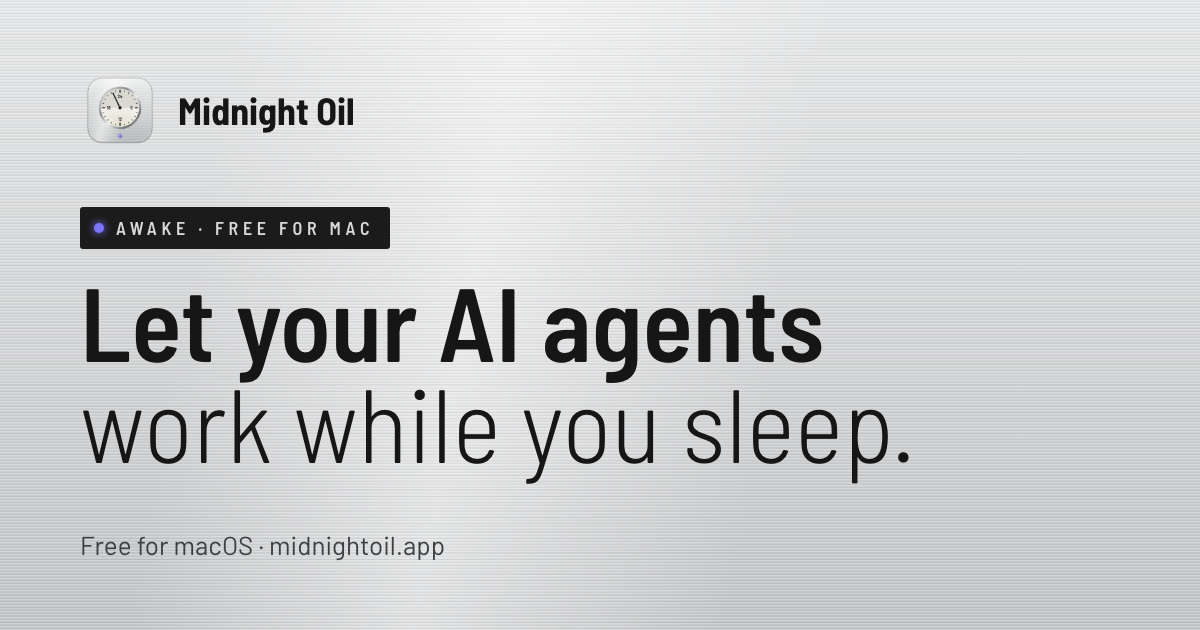 Midnight Oil
AWAKE · FREE FOR MAC
Let your AI agents
work while you sleep.
Free for macOS · midnightoil.app